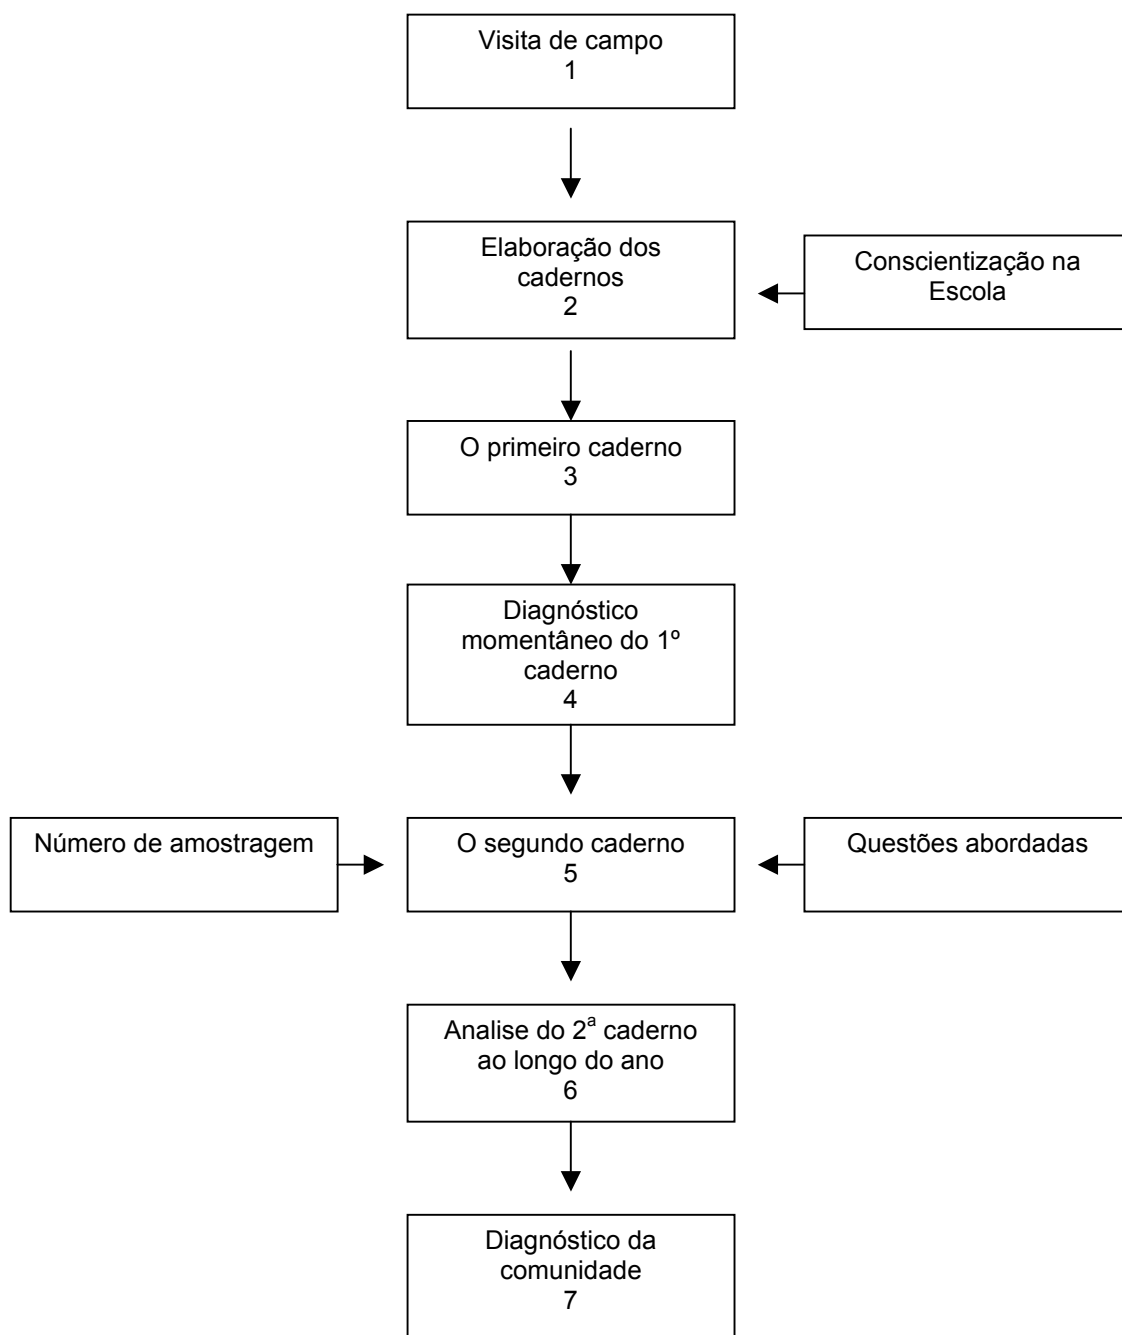 Visita de campo
1
Elaboração dos
cadernos
2
Conscientização na
Escola
O primeiro caderno
3
Diagnóstico
momentâneo do 1º
caderno
4
Número de amostragem
O segundo caderno
5
Questões abordadas
Analise do 2ª caderno
ao longo do ano
6
Diagnóstico da
comunidade
7